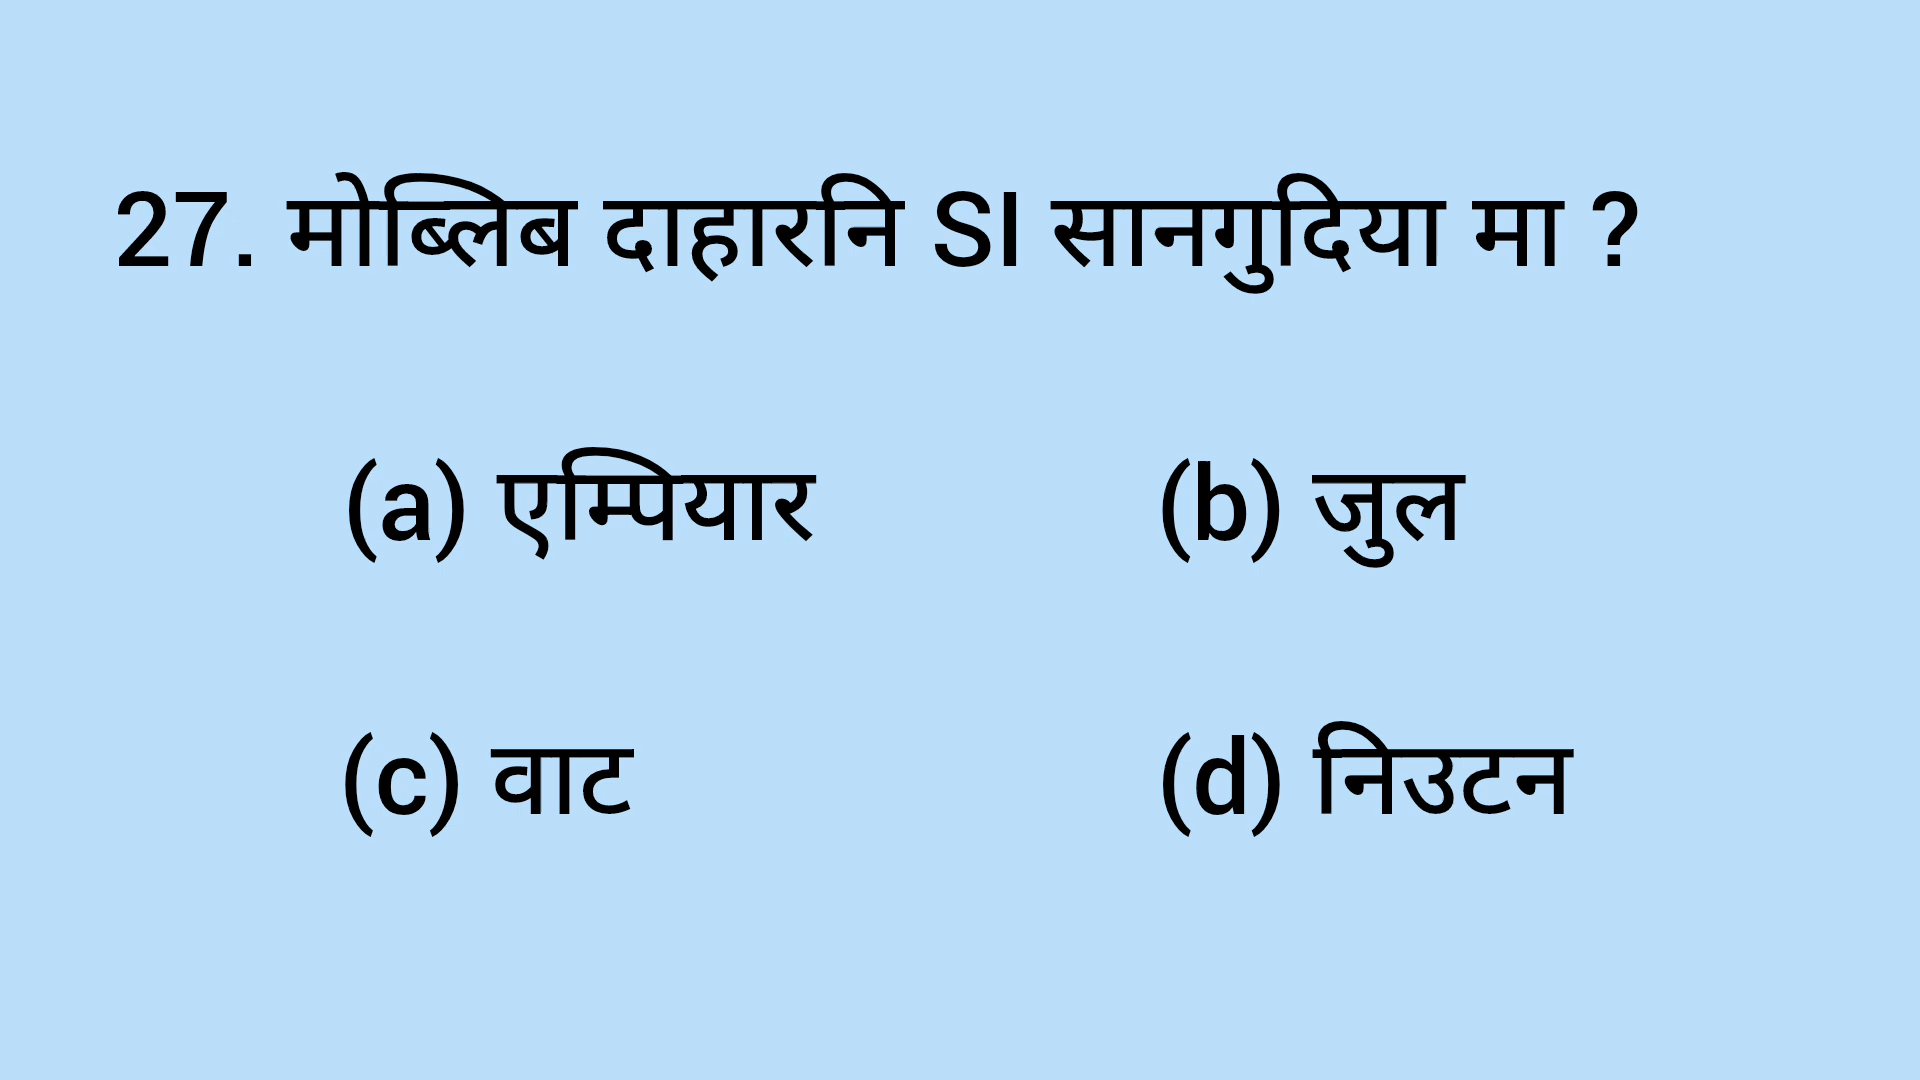 27. मोब्लिब दाहारनि SI सानगुदिया मा ?
(a) एम्पियार (b) जुल
(c) वाट (d) निउटन